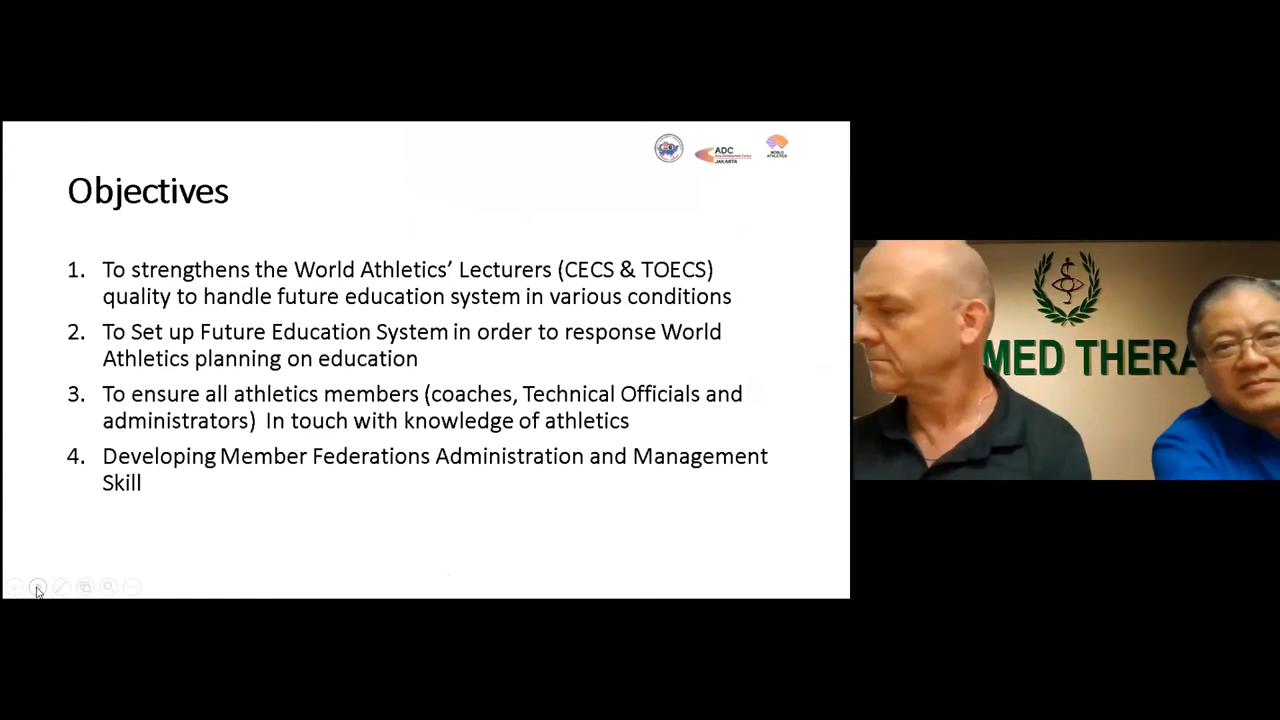 ADC
JAKARTA
WORLD
ATHLETICS
Objectives
1. To strengthens the World Athletics’ Lecturers (CECS & TOECS)
quality to handle future education system in various conditions
2. To Set up Future Education System in order to response World
Athletics planning on education
3. To ensure all athletics members (coaches, Technical Officials and
administrators) In touch with knowledge of athletics
4. Developing Member Federations Administration and Management
Skill
MED THERA